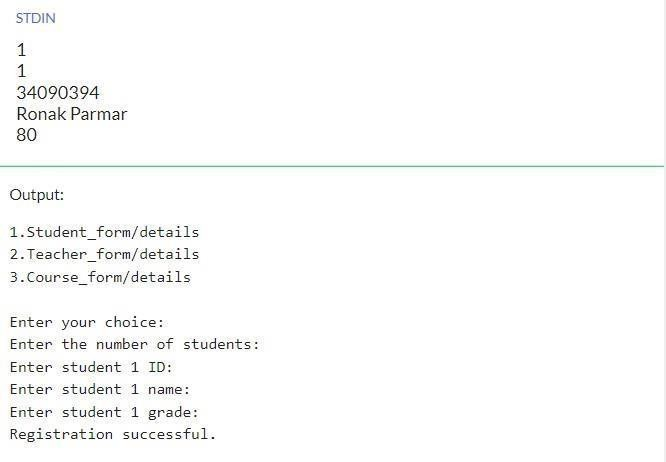 STDIN
1
1
34090394
Ronak Parmar
80
Output:
1.Student_form/details
2.Teacher_form/details
3.Course_form/details
Enter your choice:
Enter the number of students:
Enter student 1 ID:
Enter student 1 name:
Enter student 1 grade:
Registration successful.